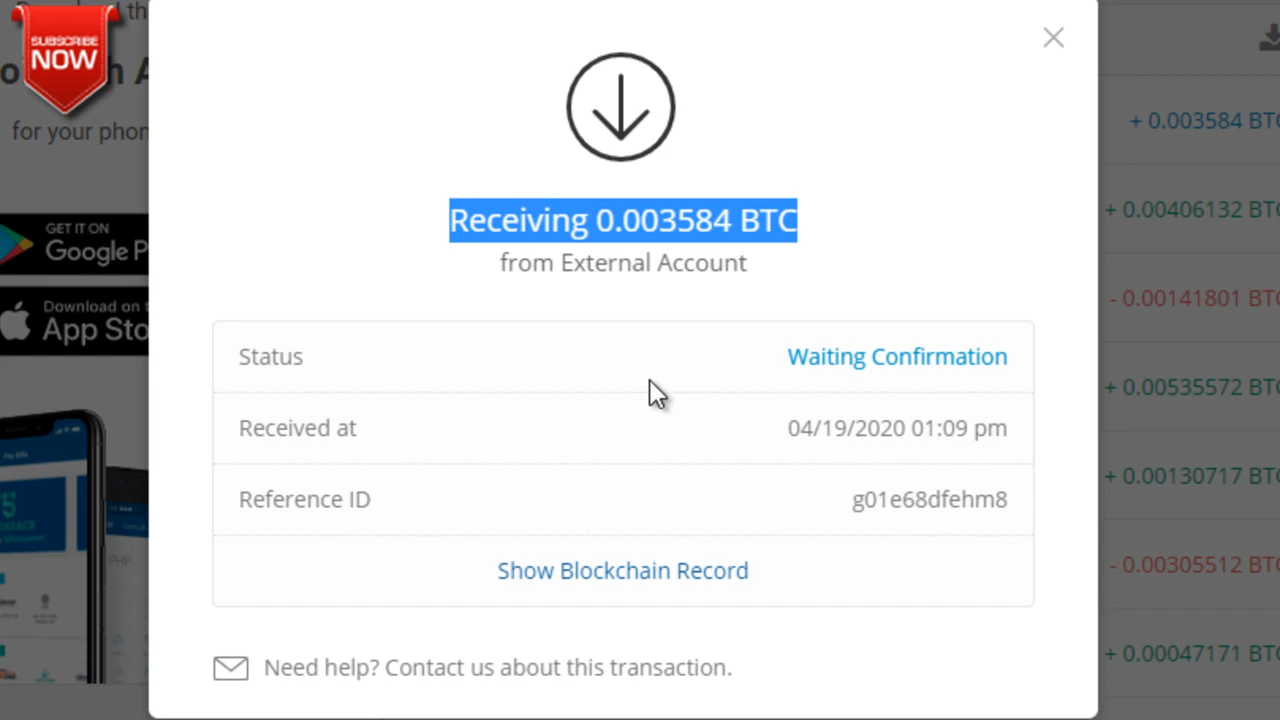 SUBSCRIBE
NOW
for your phon
GET IT ON
Google P
Download on t
App Sto
Receiving 0.003584 BTC
from External Account
Status
Waiting Confirmation
Received at
04/19/2020 01:09 pm
Reference ID
g01e68dfehm8
Show Blockchain Record
Need help? Contact us about this transaction.
+ 0.003584 BTC
+ 0.00406132 BTC
- 0.00141801 BTC
+ 0.00535572 BTC
+ 0.00130717 BTC
- 0.00305512 BTC
+ 0.00047171 BTC